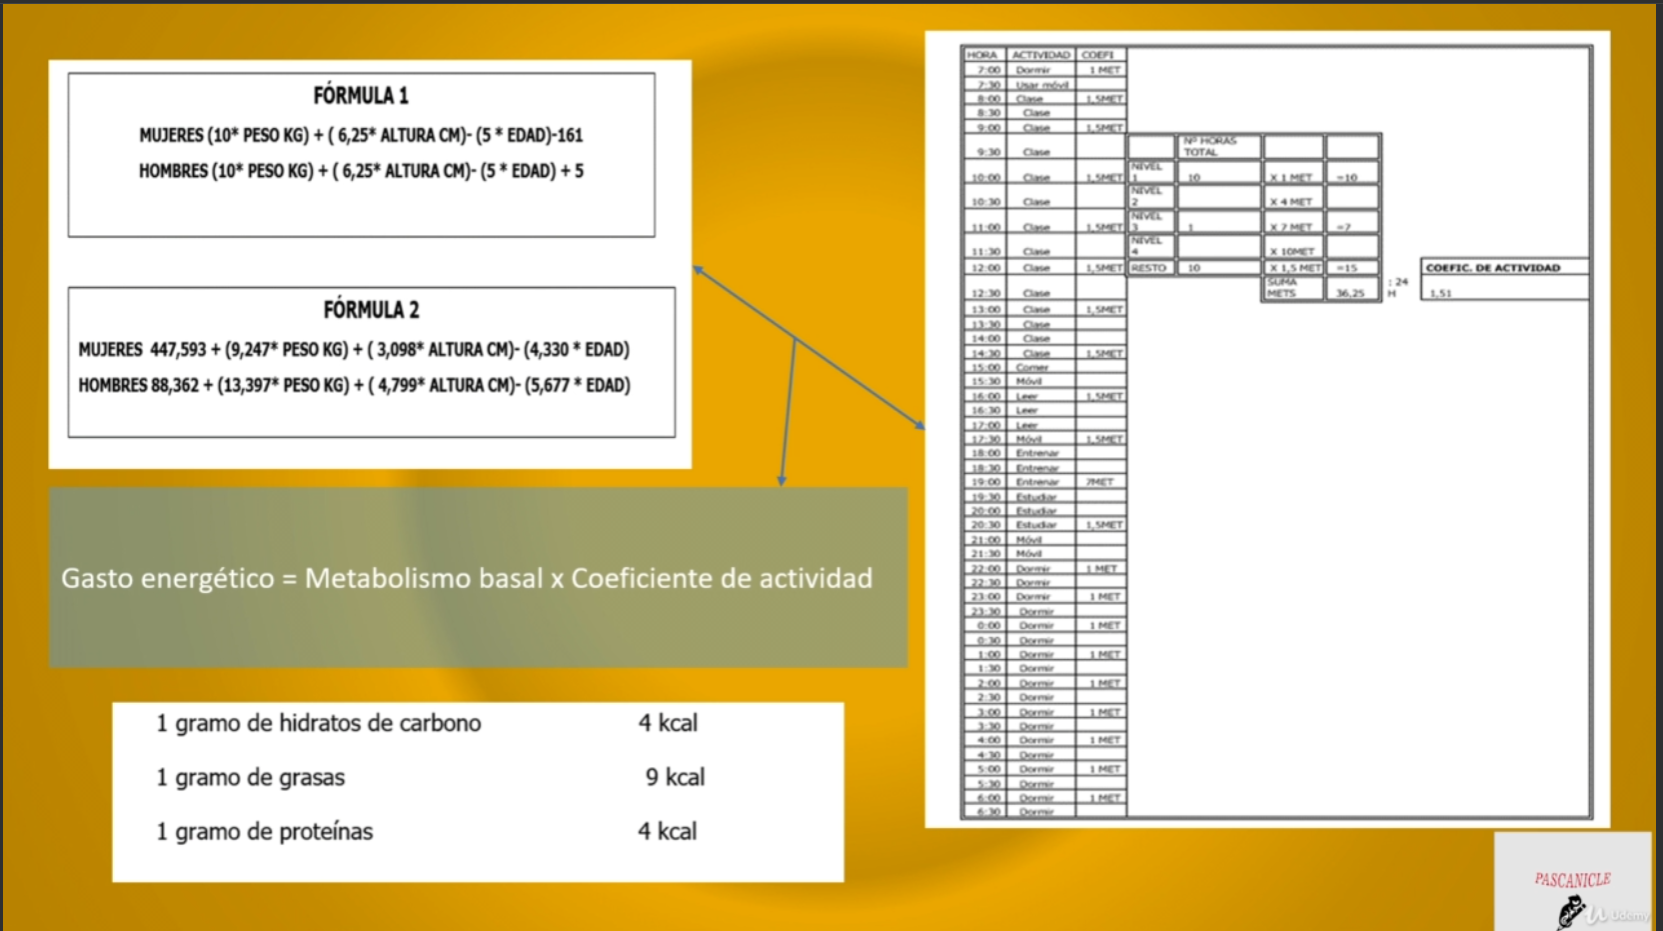 FÓRMULA 1
MUJERES (10* PESO KG) + ( 6,25* ALTURA CM)- (5 * EDAD)-161
HOMBRES (10* PESO KG) + ( 6,25* ALTURA CM)- (5 * EDAD) + 5
FÓRMULA 2
MUJERES 447,593 + (9,247* PESO KG) + ( 3,098* ALTURA CM)- (4,330 * EDAD)
HOMBRES 88,362 + (13,397* PESO KG) + ( 4,799* ALTURA CM)- (5,677 * EDAD)
Gasto energético = Metabolismo basal x Coeficiente de actividad
1 gramo de hidratos de carbono 4 kcal
1 gramo de grasas 9 kcal
1 gramo de proteínas 4 kcal
HORA ACTIVIDAD COEFI
7:00 Dormir 1 MET
7:30 Usar móvil
8:00 Clase 1,5MET
8:30 Clase
9:00 Clase 1,5MET
9:30 Clase
10:00 Clase 1,5MET
10:30 Clase
11:00 Clase 1,5MET
11:30 Clase
12:00 Clase 1,5MET
12:30 Clase
13:00 Clase 1,5MET
13:30 Clase
14:00 Clase
14:30 Clase 1,5MET
15:00 Comer
15:30 Móvil
16:00 Leer 1,5MET
16:30 Leer
17:00 Leer
17:30 Móvil 1,5MET
18:00 Entrenar
18:30 Entrenar
19:00 Entrenar 7MET
19:30 Estudiar
20:00 Estudiar
20:30 Estudiar 1,5MET
21:00 Móvil
21:30 Móvil
22:00 Dormir 1 MET
22:30 Dormir
23:00 Dormir 1 MET
23:30 Dormir
0:00 Dormir 1 MET
0:30 Dormir
1:00 Dormir 1 MET
1:30 Dormir
2:00 Dormir 1 MET
2:30 Dormir
3:00 Dormir 1 MET
3:30 Dormir
4:00 Dormir 1 MET
4:30 Dormir
5:00 Dormir 1 MET
5:30 Dormir
6:00 Dormir 1 MET
6:30 Dormir
Nº HORAS
TOTAL
NIVEL
1 10 X 1 MET =10
NIVEL
2 X 4 MET
NIVEL
3 1 X 7 MET =7
NIVEL
4 X 10MET
RESTO 10 X 1,5 MET =15
SUMA
METS 36,25
: 24
H
COEFIC. DE ACTIVIDAD
1,51
PASCANICLE
Udemy